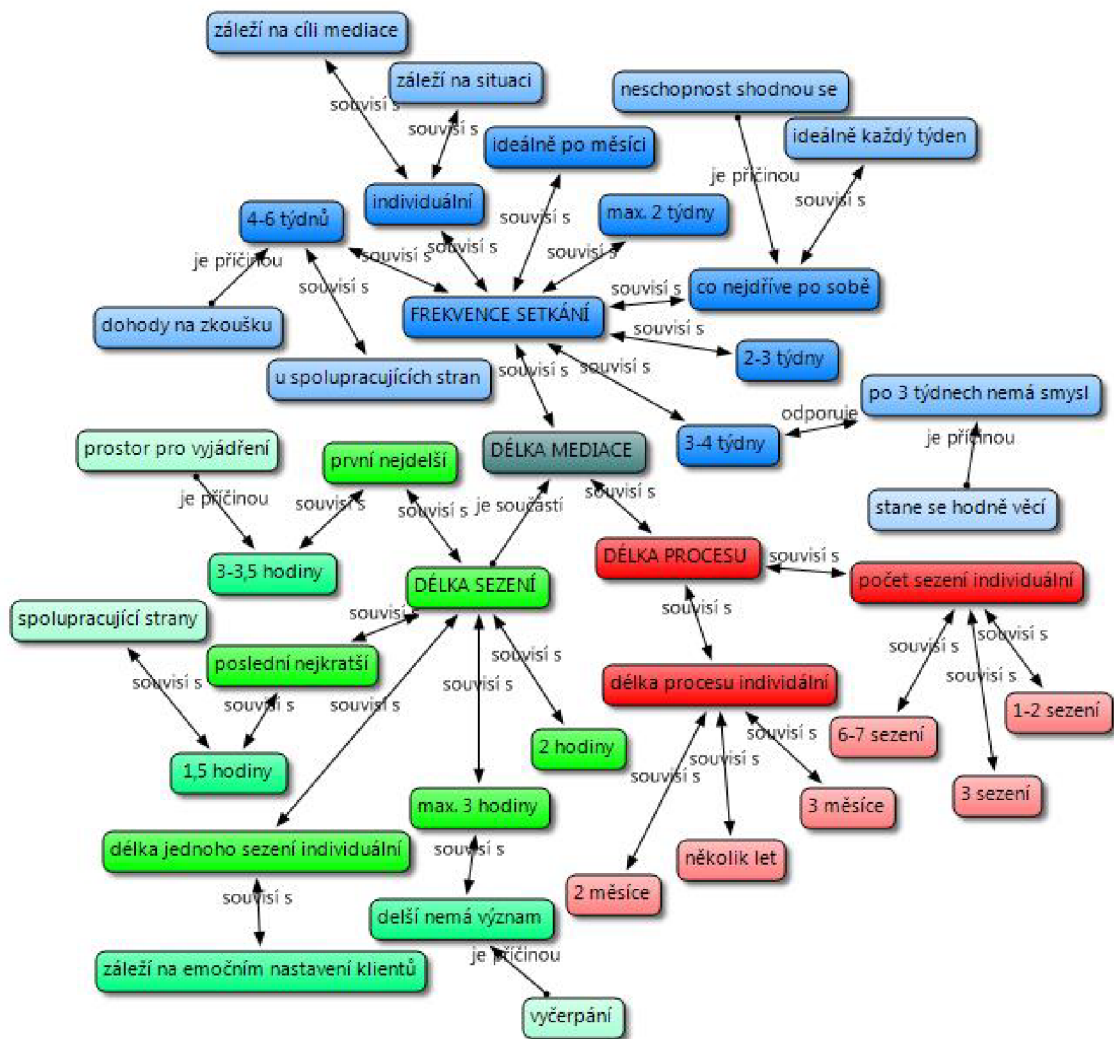 záleží na cíli mediace
záleží na situaci
neschopnost shodnou se
souvisí s
souvisí s
ideálně po měsíci
ideálně každý týden
je příčinou
4-6 týdnů
individuální
souvisí s
max. 2 týdny
souvisí s
je příčinou
souvisí s
souvisí s
souvisí s
souvisí s
souvisí s
co nejdříve po sobě
dohody na zkoušku
FREKVENCE SETKÁNÍ
souvisí s
2-3 týdny
u spolupracujících stran
souvisí s
souvisí s
po 3 týdnech nemá smysl
odporuje
prostor pro vyjádření
první nejdelší
DÉLKA MEDIACE
3-4 týdny
je příčinou
je příčinou
souvisí s
souvisí s
je součástí
souvisí s
stane se hodně věcí
3-3,5 hodiny
DÉLKA SEZENÍ
DÉLKA PROCESU
souvisí s
počet sezení individuální
spolupracující strany
souvisí s
souvisí s
poslední nejkratší
souvisí s
souvisí s
souvisí s
souvisí s
souvisí s
souvisí s
souvisí s
souvisí s
délka procesu individální
1-2 sezení
1,5 hodiny
2 hodiny
souvisí s
6-7 sezení
souvisí s
souvisí s
max. 3 hodiny
3 měsíce
3 sezení
délka jednoho sezení individuální
souvisí s
několik let
souvisí s
2 měsíce
delší nemá význam
je příčinou
záleží na emočním nastavení klientů
vyčerpání